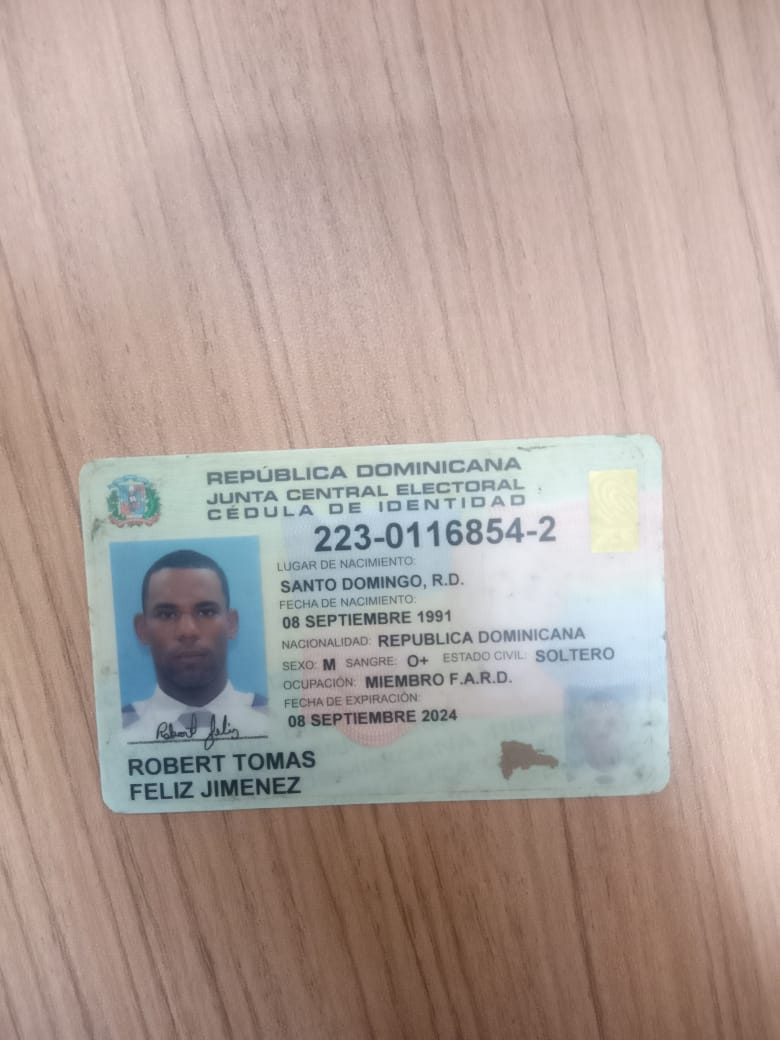 REPÚBLICA DOMINICANA
JUNTA CENTRAL ELECTORAL
CÉDULA DE IDENTIDAD
223-0116854-2
LUGAR DE NACIMIENTO:
SANTO DOMINGO, R.D.
FECHA DE NACIMIENTO:
08 SEPTIEMBRE 1991
NACIONALIDAD: REPUBLICA DOMINICANA
SEXO: M SANGRE: O+ ESTADO CIVIL: SOLTERO
OCUPACIÓN: MIEMBRO F.A.R.D.
FECHA DE EXPIRACIÓN:
08 SEPTIEMBRE 2024
Robert Feliz
ROBERT TOMAS
FELIZ JIMENEZ